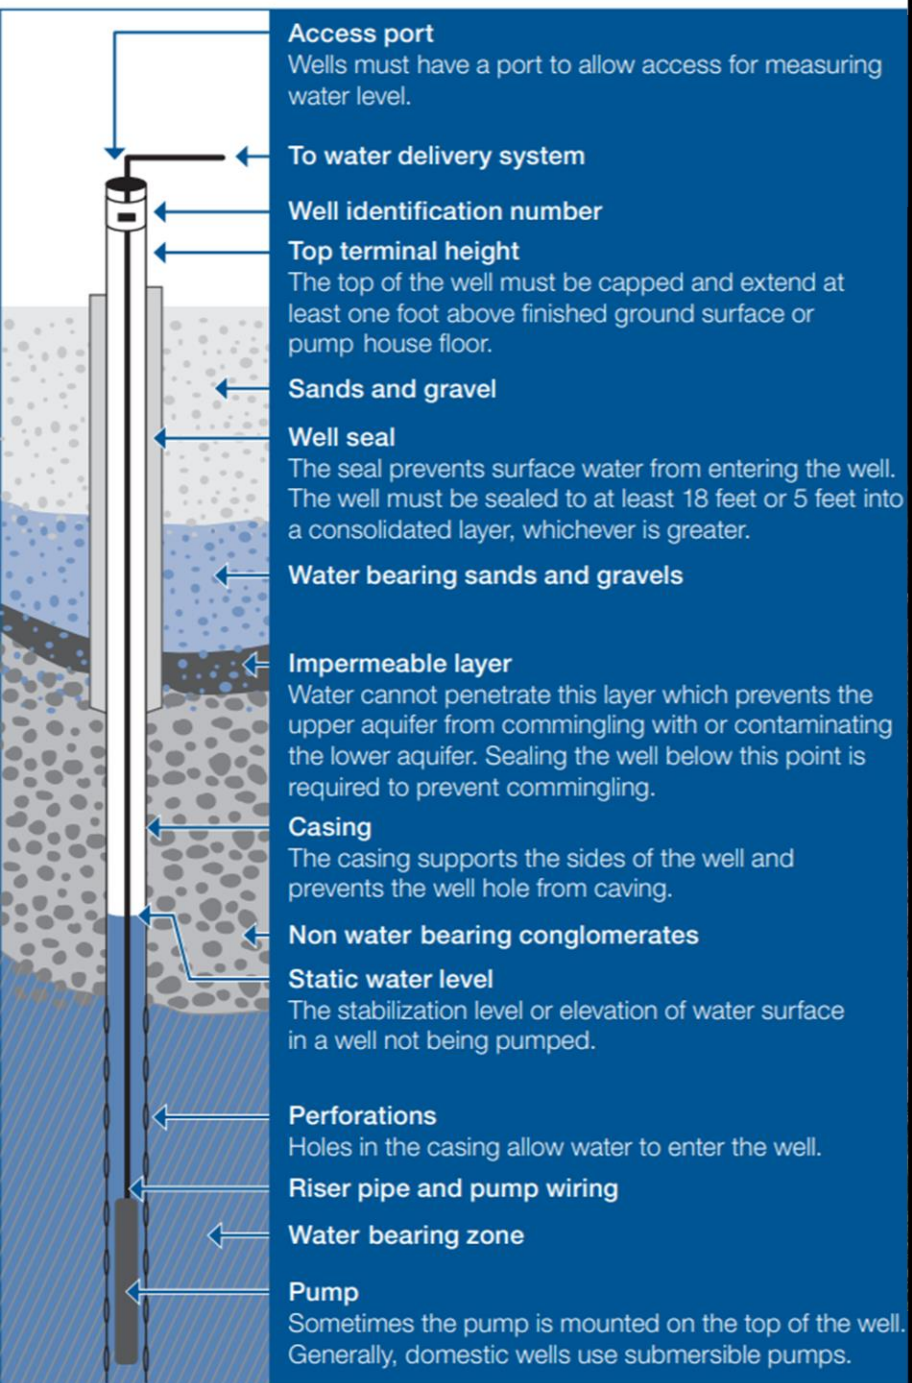 Access port
Wells must have a port to allow access for measuring
water level.
To water delivery system
Well identification number
Top terminal height
The top of the well must be capped and extend at
least one foot above finished ground surface or
pump house floor.
Sands and gravel
Well seal
The seal prevents surface water from entering the well.
The well must be sealed to at least 18 feet or 5 feet into
a consolidated layer, whichever is greater.
Water bearing sands and gravels
Impermeable layer
Water cannot penetrate this layer which prevents the
upper aquifer from commingling with or contaminating
the lower aquifer. Sealing the well below this point is
required to prevent commingling.
Casing
The casing supports the sides of the well and
prevents the well hole from caving.
Non water bearing conglomerates
Static water level
The stabilization level or elevation of water surface
in a well not being pumped.
Perforations
Holes in the casing allow water to enter the well.
Riser pipe and pump wiring
Water bearing zone
Pump
Sometimes the pump is mounted on the top of the well.
Generally, domestic wells use submersible pumps.